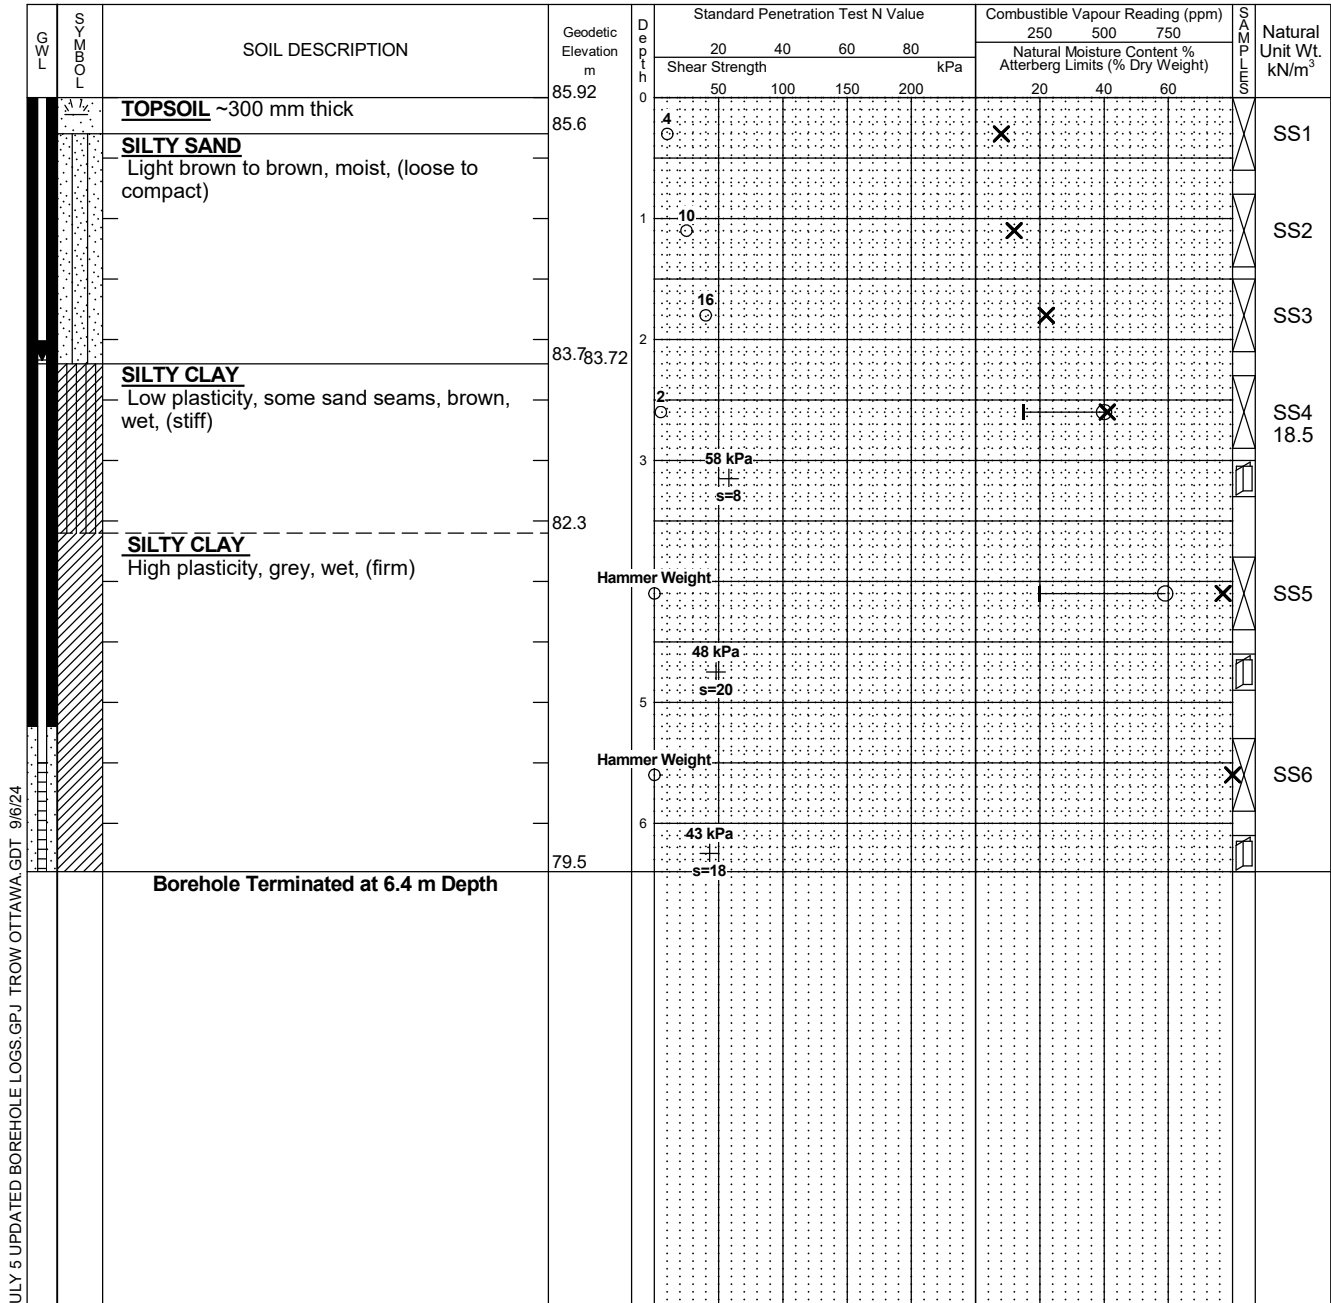 GWL
SYMBOL
SOIL DESCRIPTION
Geodetic
Elevation
m
85.92
Depth
Standard Penetration Test N Value
20 40 60 80
Shear Strength kPa
50 100 150 200
Combustible Vapour Reading (ppm)
250 500 750
Natural Moisture Content %
Atterberg Limits (% Dry Weight)
20 40 60
SAMPLES
Natural
Unit Wt.
kN/m³
0
TOPSOIL ~300 mm thick
85.6
4
SS1
SILTY SAND
Light brown to brown, moist, (loose to
compact)
1
10
SS2
16
SS3
2
83.7
83.72
SILTY CLAY
Low plasticity, some sand seams, brown,
wet, (stiff)
2
SS4
18.5
3
58 kPa
s=8
82.3
SILTY CLAY
High plasticity, grey, wet, (firm)
Hammer Weight
SS5
48 kPa
s=20
5
Hammer Weight
SS6
6
43 kPa
s=18
79.5
Borehole Terminated at 6.4 m Depth
ULY 5 UPDATED BOREHOLE LOGS.GPJ TROW OTTAWA.GDT 9/6/24